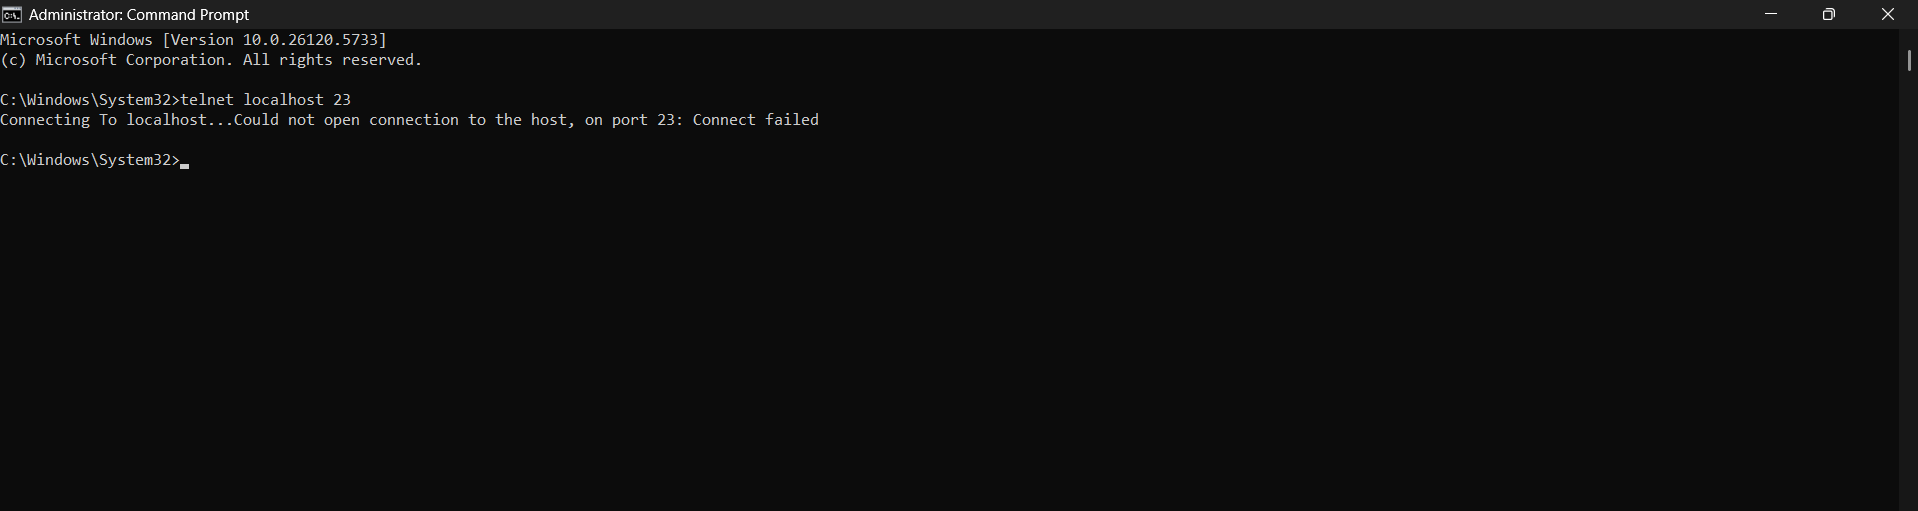 Administrator: Command Prompt
Microsoft Windows [Version 10.0.26120.5733]
(c) Microsoft Corporation. All rights reserved.
C:\Windows\System32>telnet localhost 23
Connecting To localhost...Could not open connection to the host, on port 23: Connect failed
C:\Windows\System32>